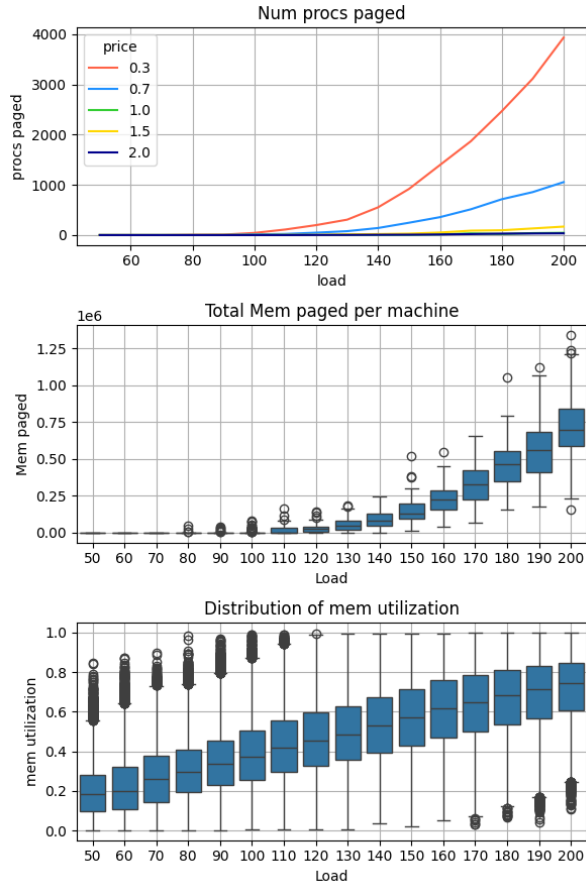 Num procs paged
procs paged
4000
3000
2000
1000
0
price
0.3
0.7
1.0
1.5
2.0
60 80 100 120 140 160 180 200
load
Total Mem paged per machine
1e6
Mem paged
1.25
1.00
0.75
0.50
0.25
0.00
50 60 70 80 90 100 110 120 130 140 150 160 170 180 190 200
Load
Distribution of mem utilization
mem utilization
1.0
0.8
0.6
0.4
0.2
0.0
50 60 70 80 90 100 110 120 130 140 150 160 170 180 190 200
Load